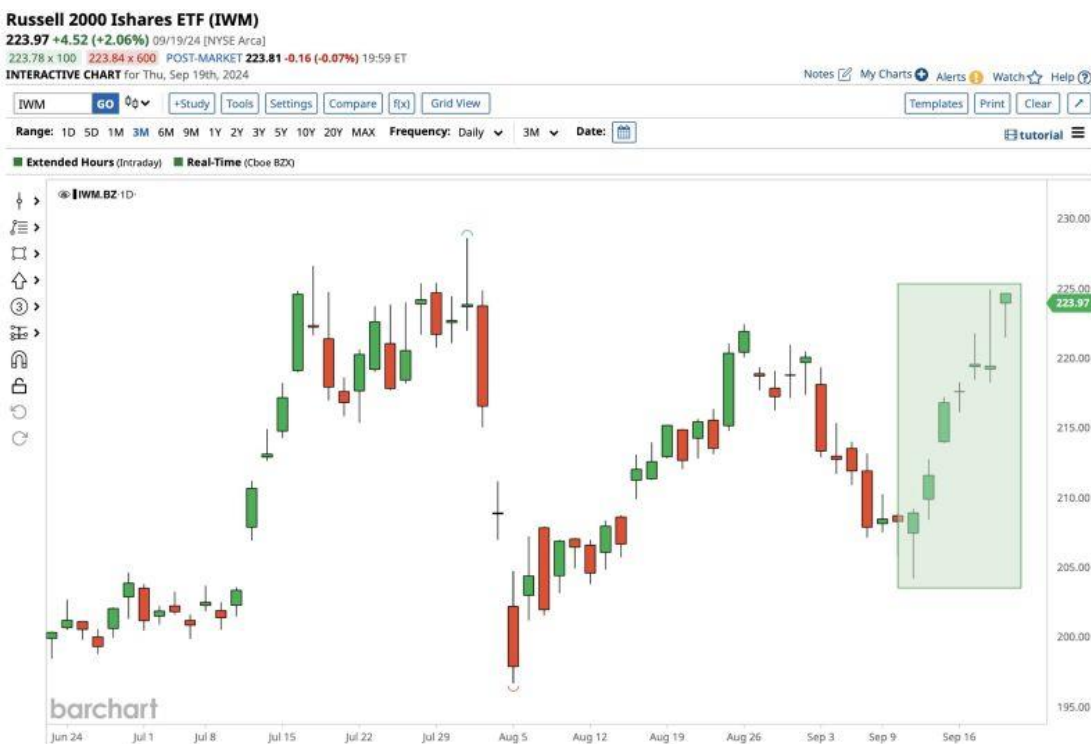 Russell 2000 Ishares ETF (IWM)
223.97 +4.52 (+2.06%) 09/19/24 [NYSE Arca]
223.78 x 100 223.84 x 600 POST-MARKET 223.81 -0.16 (-0.07%) 19:59 ET
INTERACTIVE CHART for Thu, Sep 19th, 2024
Notes My Charts Alerts Watch Help
IWM GO +Study Tools Settings Compare f(x) Grid View Templates Print Clear
Range: 1D 5D 1M 3M 6M 9M 1Y 2Y 3Y 5Y 10Y 20Y MAX Frequency: Daily 3M Date: tutorial
Extended Hours (Intraday) Real-Time (Cboe BZX)
IWM.BZ·1D·
230.00
225.00
223.97
220.00
215.00
210.00
205.00
200.00
195.00
barchart
Jun 24 Jul 1 Jul 8 Jul 15 Jul 22 Jul 29 Aug 5 Aug 12 Aug 19 Aug 26 Sep 3 Sep 9 Sep 16